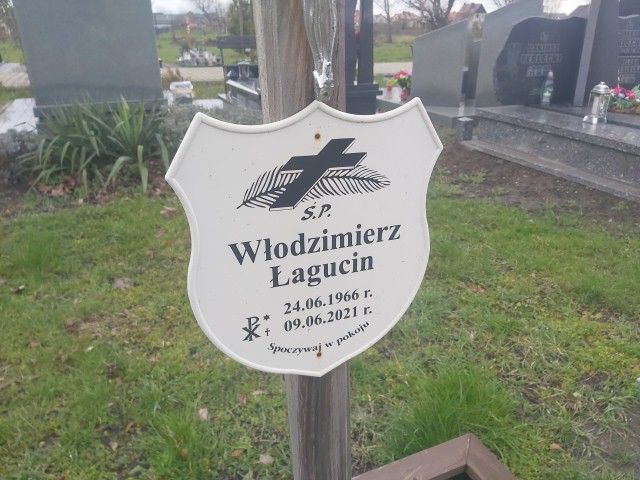 Ś.P.
Włodzimierz
Łagucin
* 24.06.1966 r.
† 09.06.2021 r.
Spoczywaj w pokoju